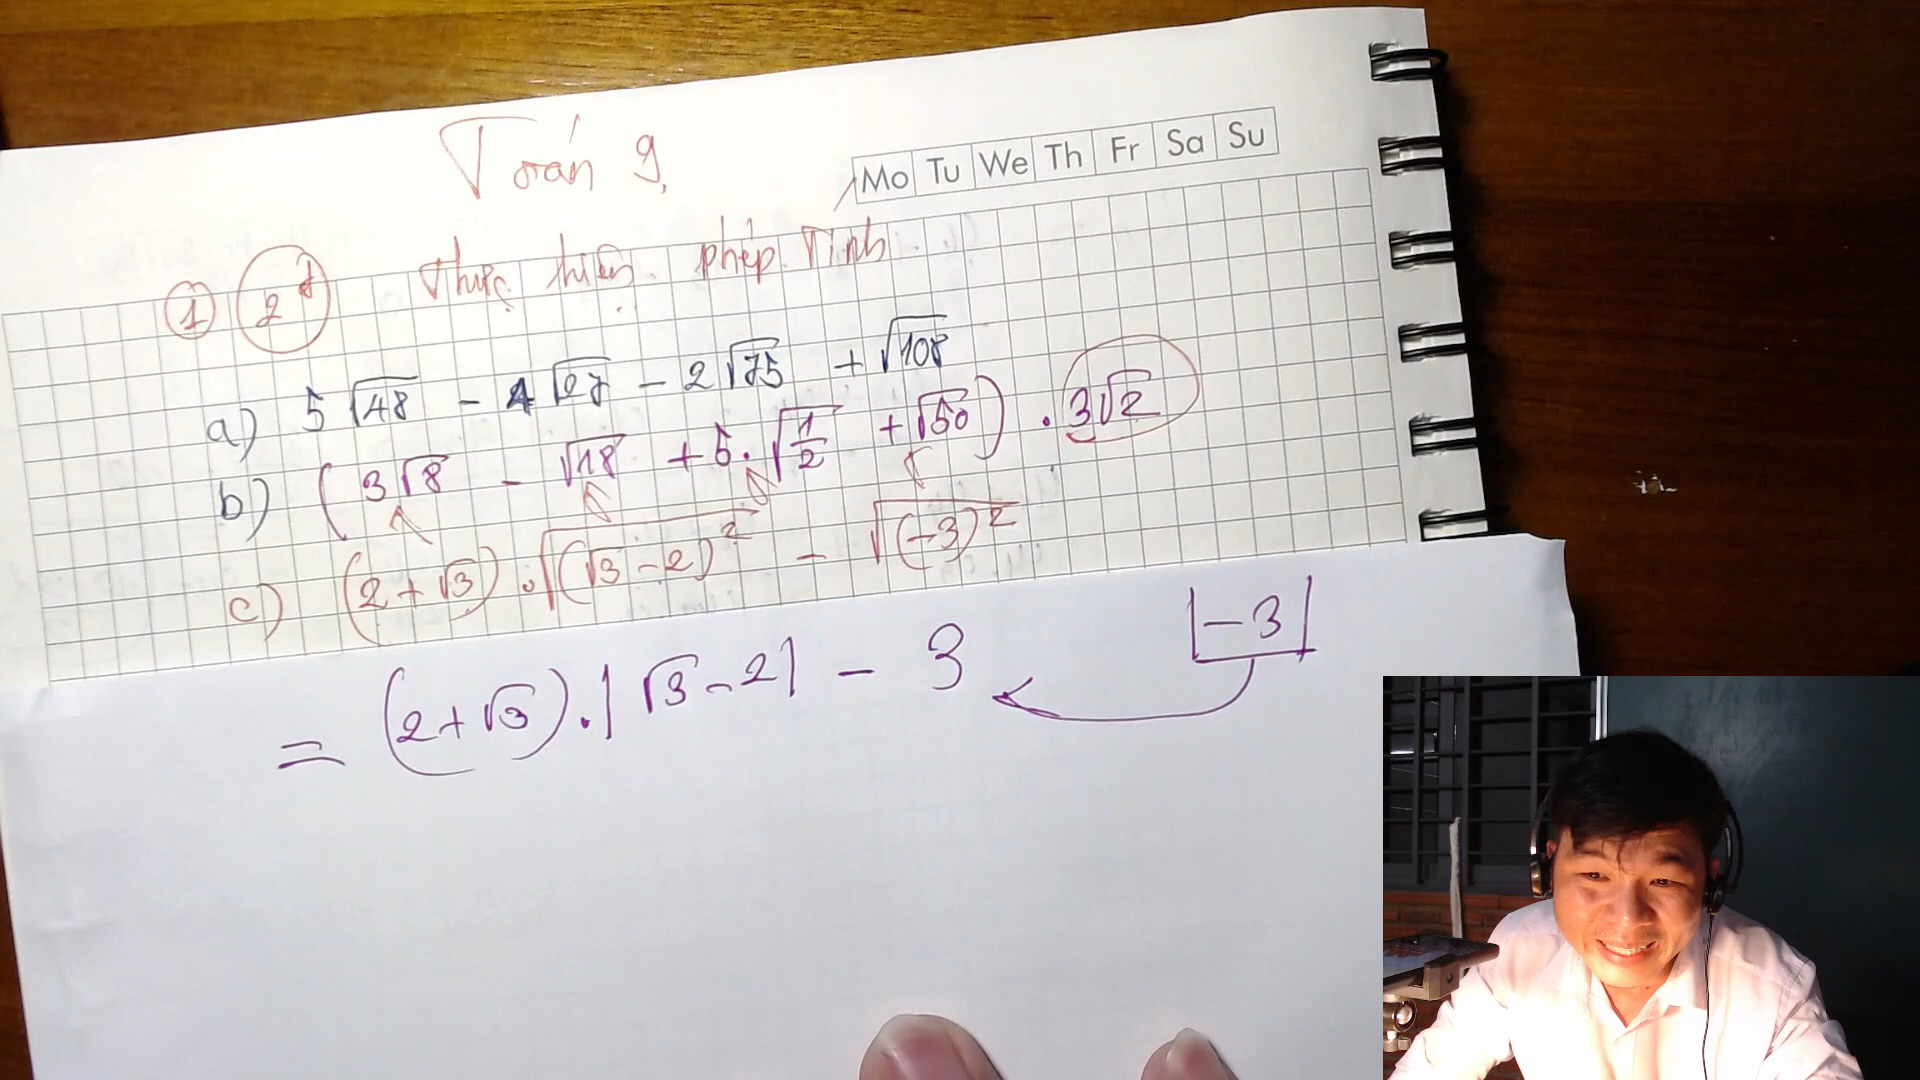 Toán 9.
Mo Tu We Th Fr Sa Su
① 2đ Thực hiện phép tính
a) 5√48 - 4√27 - 2√75 + √108
b) (3√8 - √18 + 5.√(1/2) + √50) . 3√2
c) (2+√3).√(√3-2)² - √(-3)²
= (2+√3).|√3-2| - 3 |-3|